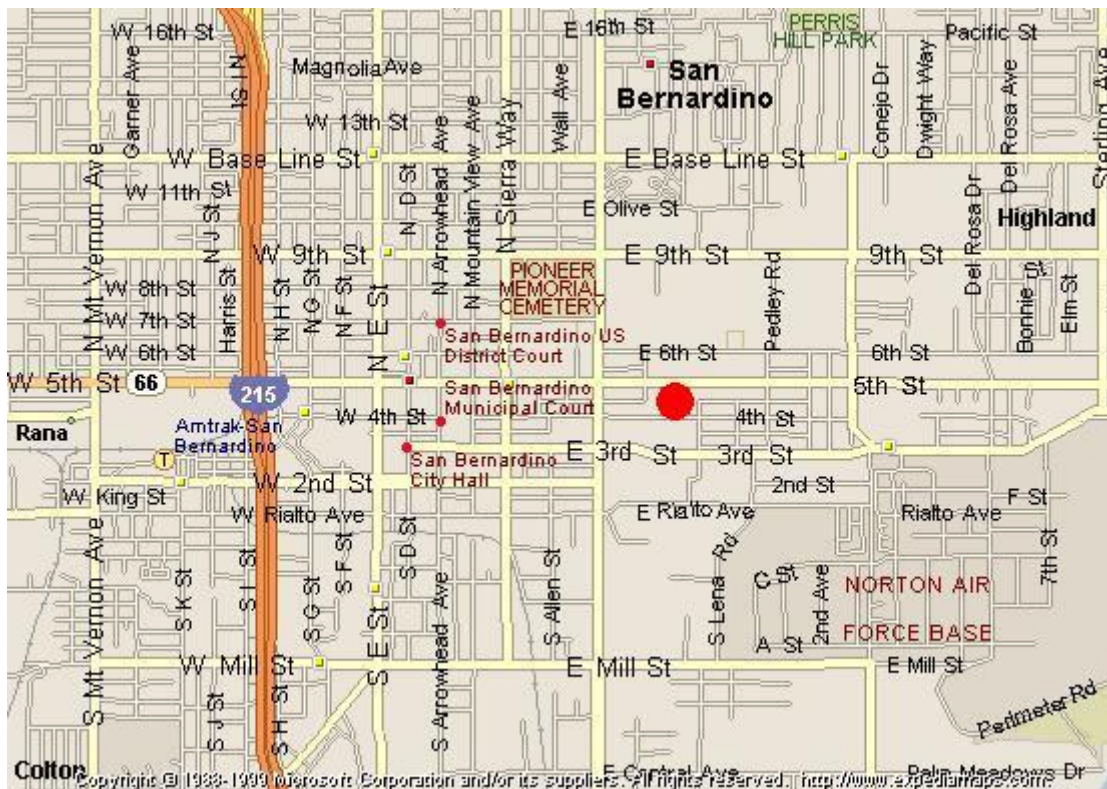 W 16th St
Garner Ave
N I St
Magnolia Ave
W 13th St
E 16th St
Wall Ave
PERRIS
HILL PARK
Pacific St
San
Bernardino
Conejo Dr
Dwight Way
Del Rosa Ave
Sterling Ave
W Base Line St
E Base Line St
W 11th St
N D St
N Arrowhead Ave
N Mountain View Ave
N Sierra Way
E Olive St
Highland
Del Rosa Dr
N Mt Vernon Ave
N J St
W 9th St
E 9th St
9th St
W 8th St
W 7th St
W 6th St
Harris St
N H St
N G St
N F St
N E St
PIONEER
MEMORIAL
CEMETERY
Pedley Rd
Bonnie Dr
Elm St
San Bernardino US
District Court
E 6th St
6th St
W 5th St
66
215
5th St
San Bernardino
Municipal Court
W 4th St
4th St
Rana
Amtrak-San
Bernardino
T
San Bernardino
City Hall
E 3rd St
3rd St
W King St
W 2nd St
2nd St
F St
W Rialto Ave
E Rialto Ave
Rialto Ave
S Mt Vernon Ave
S K St
S I St
S G St
S F St
S D St
S E St
S Arrowhead Ave
S Allen St
S Lena Rd
C St
A St
2nd Ave
7th St
NORTON AIR
FORCE BASE
W Mill St
E Mill St
E Mill St
S J St
S H St
Perimeter Rd
Colton
E Central Ave
Palm Meadows Dr
Copyright © 1988-1999 Microsoft Corporation and/or its suppliers. All rights reserved. http://www.expediamaps.com.